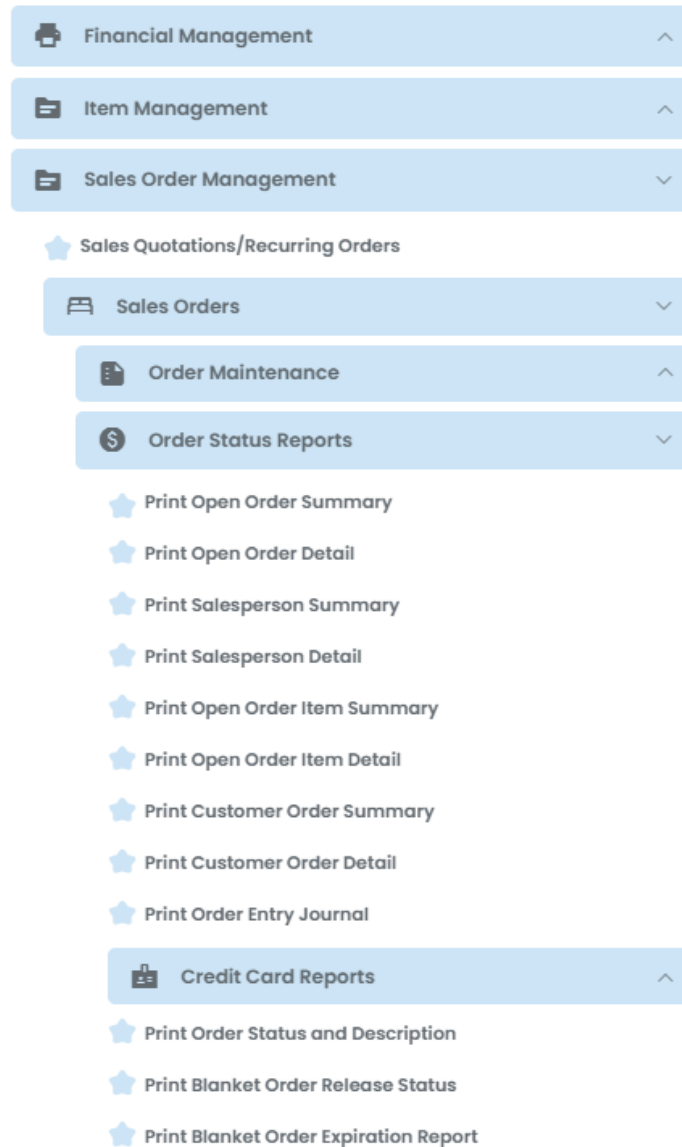 Financial Management
Item Management
Sales Order Management
Sales Quotations/Recurring Orders
Sales Orders
Order Maintenance
Order Status Reports
Print Open Order Summary
Print Open Order Detail
Print Salesperson Summary
Print Salesperson Detail
Print Open Order Item Summary
Print Open Order Item Detail
Print Customer Order Summary
Print Customer Order Detail
Print Order Entry Journal
Credit Card Reports
Print Order Status and Description
Print Blanket Order Release Status
Print Blanket Order Expiration Report